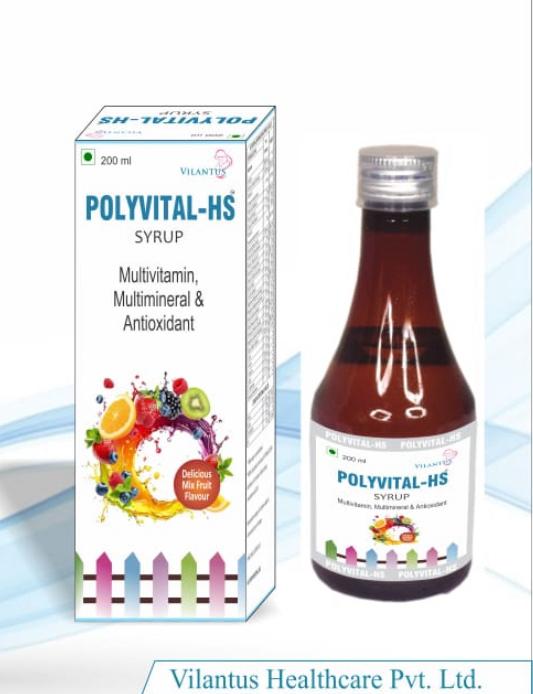 POLYVITAL-HS
SYRUP
200 ml
VILANTUS
POLYVITAL-HS
SYRUP
Multivitamin,
Multimineral &
Antioxidant
Delicious
Mix Fruit
Flavour
POLYVITAL-HS POLYVITAL-HS
200 ml
VILANTUS
POLYVITAL-HS
SYRUP
Multivitamin, Multimineral & Antioxidant
POLYVITAL-HS POLYVITAL-HS
Vilantus Healthcare Pvt. Ltd.